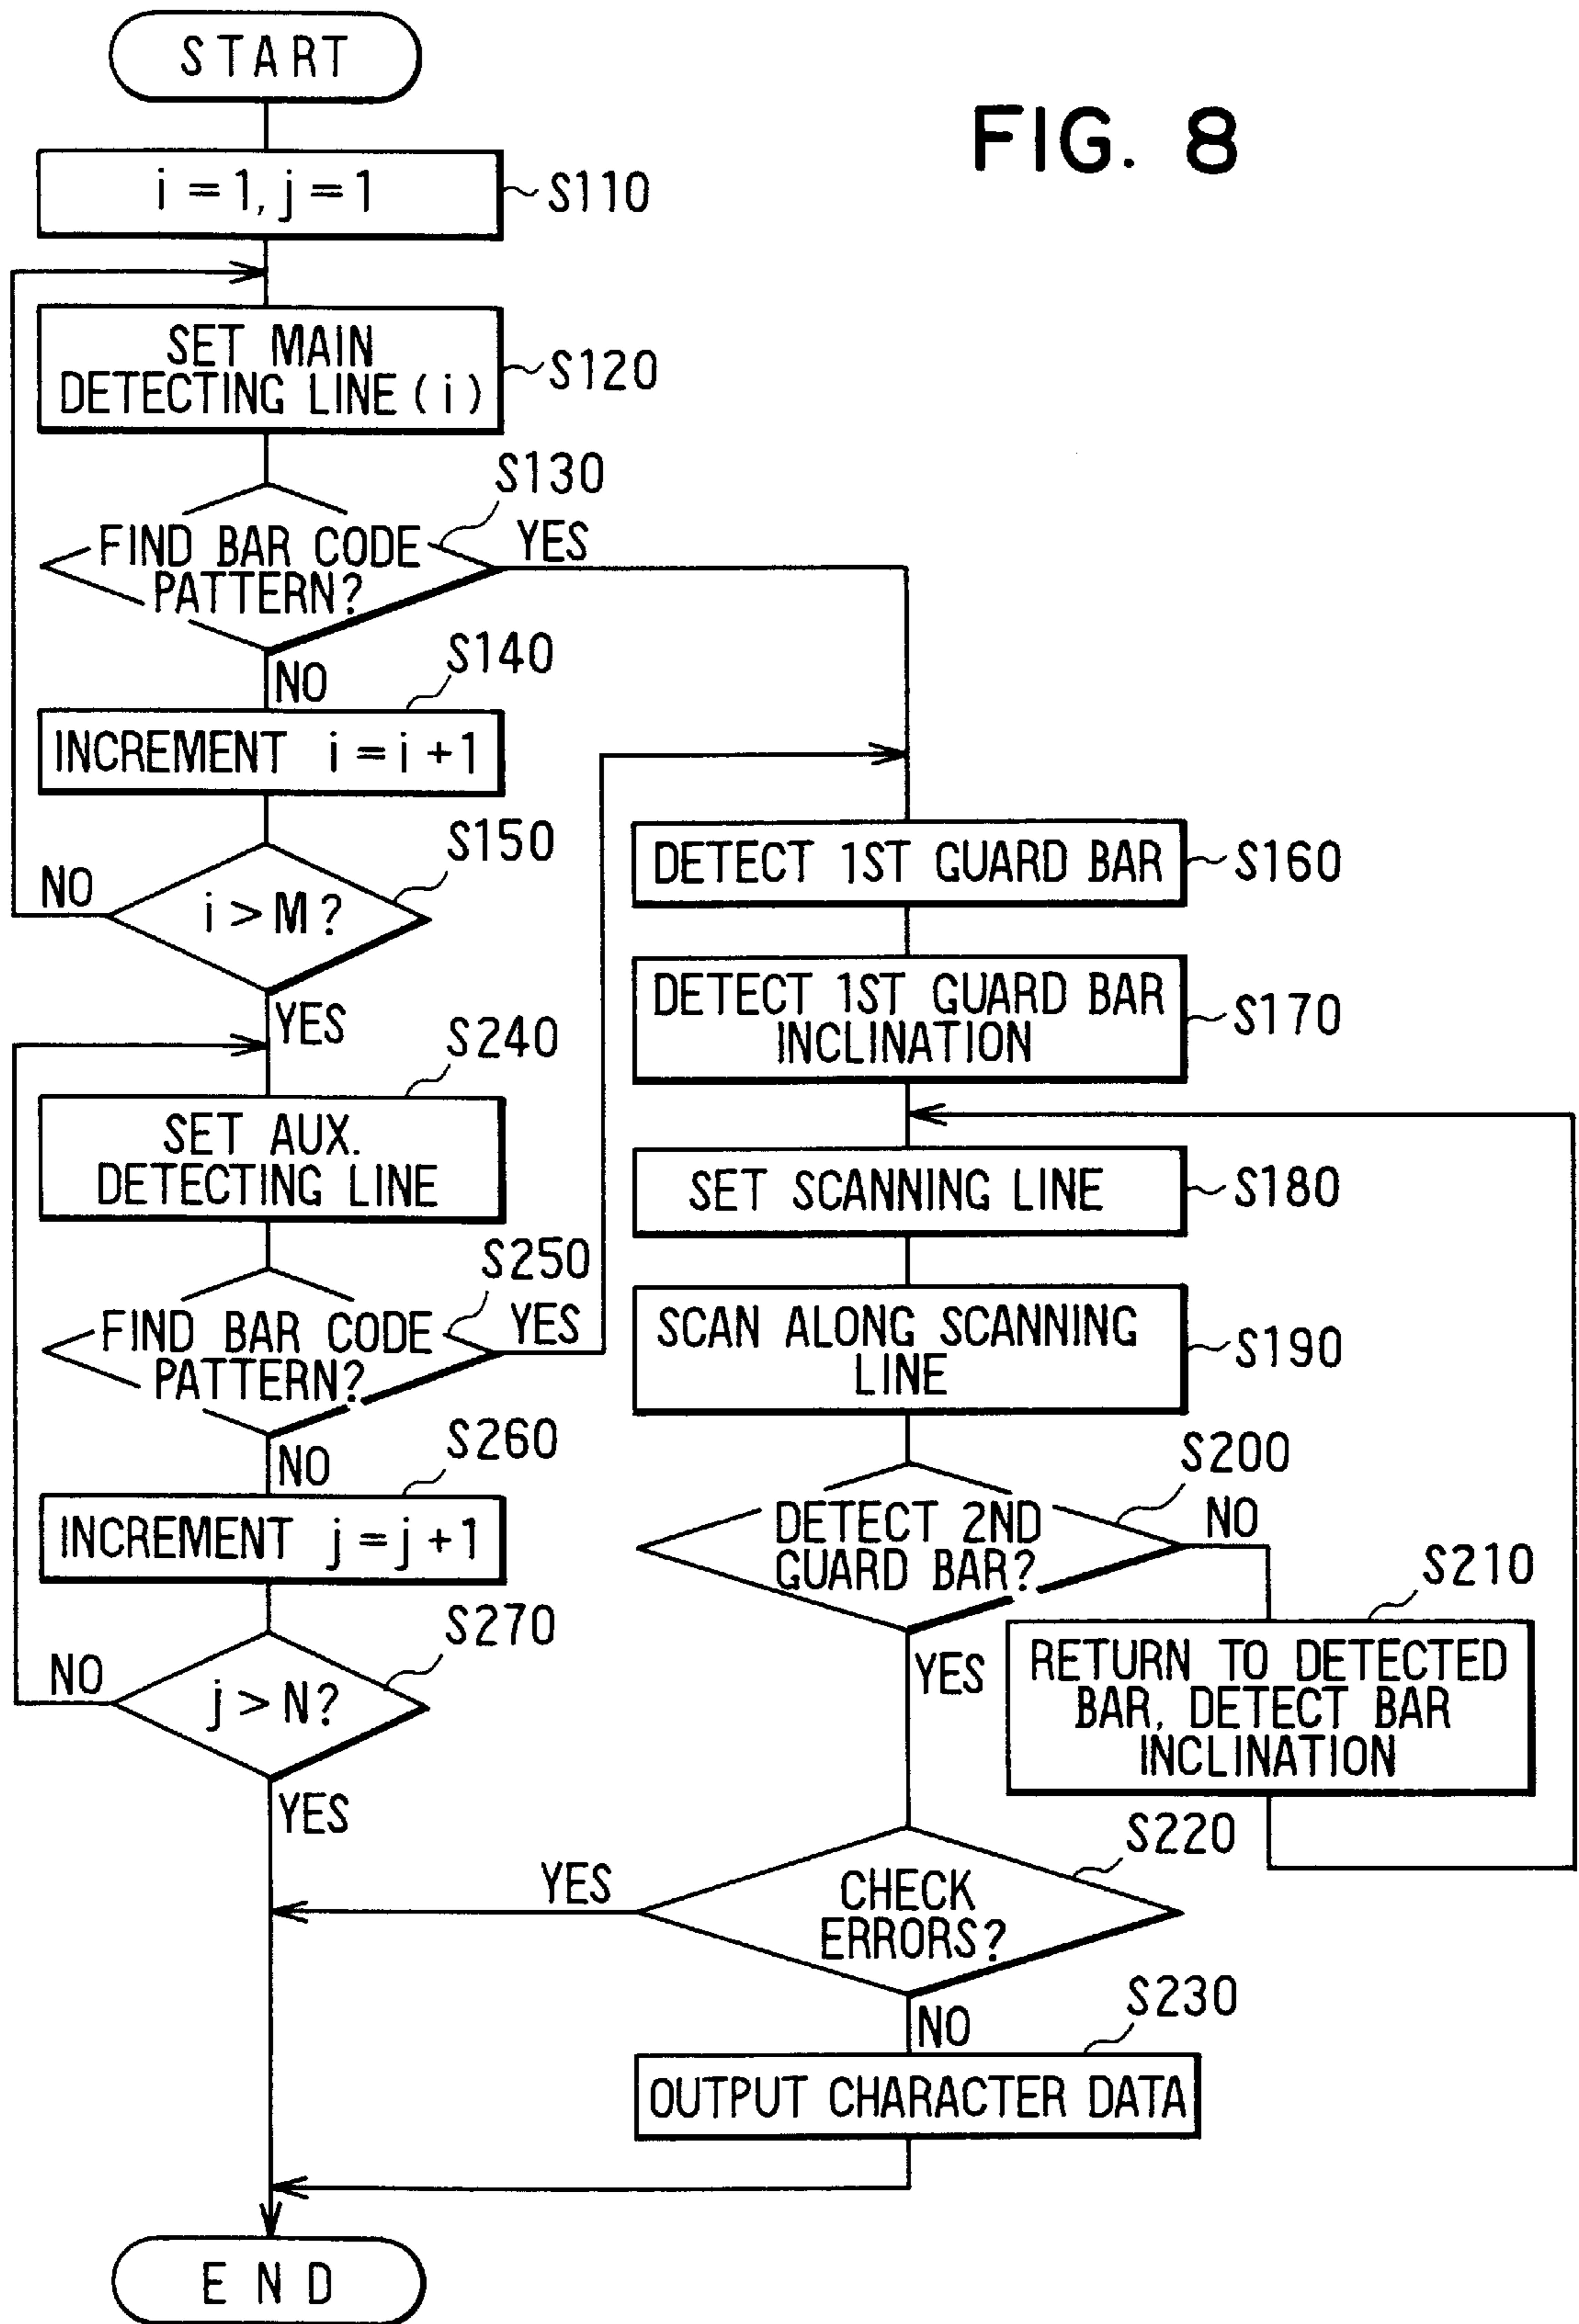 START
FIG. 8
i = 1, j = 1
S110
SET MAIN
DETECTING LINE (i)
S120
S130
FIND BAR CODE
PATTERN?
YES
NO
S140
INCREMENT i = i + 1
S150
NO
i > M?
YES
S240
SET AUX.
DETECTING LINE
S250
FIND BAR CODE
PATTERN?
YES
NO
S260
INCREMENT j = j + 1
S270
NO
j > N?
YES
DETECT 1ST GUARD BAR
S160
DETECT 1ST GUARD BAR
INCLINATION
S170
SET SCANNING LINE
S180
SCAN ALONG SCANNING
LINE
S190
S200
DETECT 2ND
GUARD BAR?
NO
YES
S210
RETURN TO DETECTED
BAR, DETECT BAR
INCLINATION
S220
YES
CHECK
ERRORS?
NO
S230
OUTPUT CHARACTER DATA
END